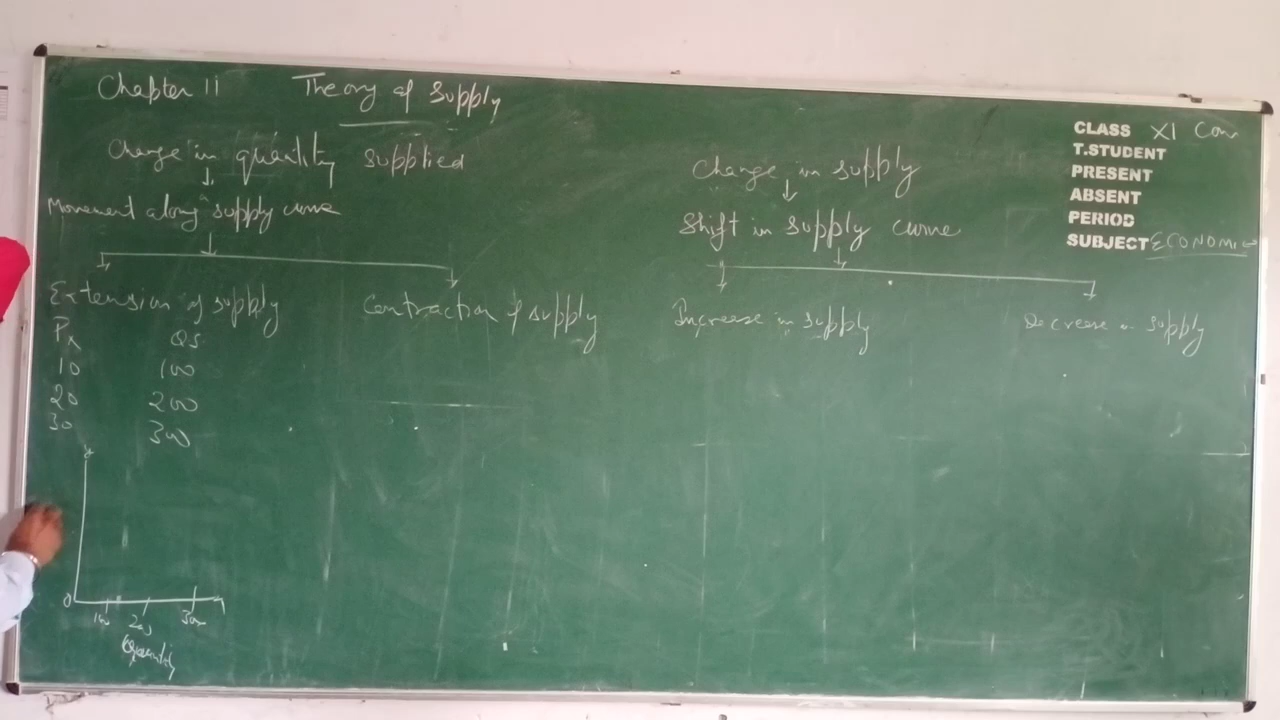 Chapter 11 Theory of Supply
Change in quantity supplied
↓
Movement along supply curve
↓
Extension of supply
Contraction of supply
Px QS
10 100
20 200
30 300
y
0
100 200 300
Quantity
Change in supply
↓
Shift in supply curve
↓
Increase in supply
Decrease in supply
CLASS XI Com
T.STUDENT
PRESENT
ABSENT
PERIOD
SUBJECT ECONOMICS